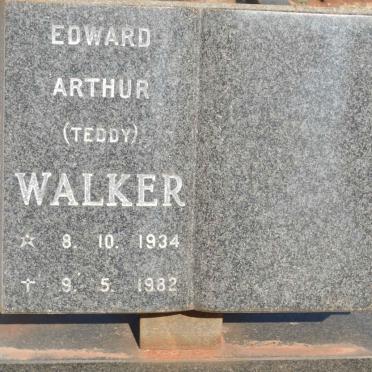 EDWARD
ARTHUR
(TEDDY)
WALKER
☆ 8. 10. 1934
✝ 9. 5. 1982